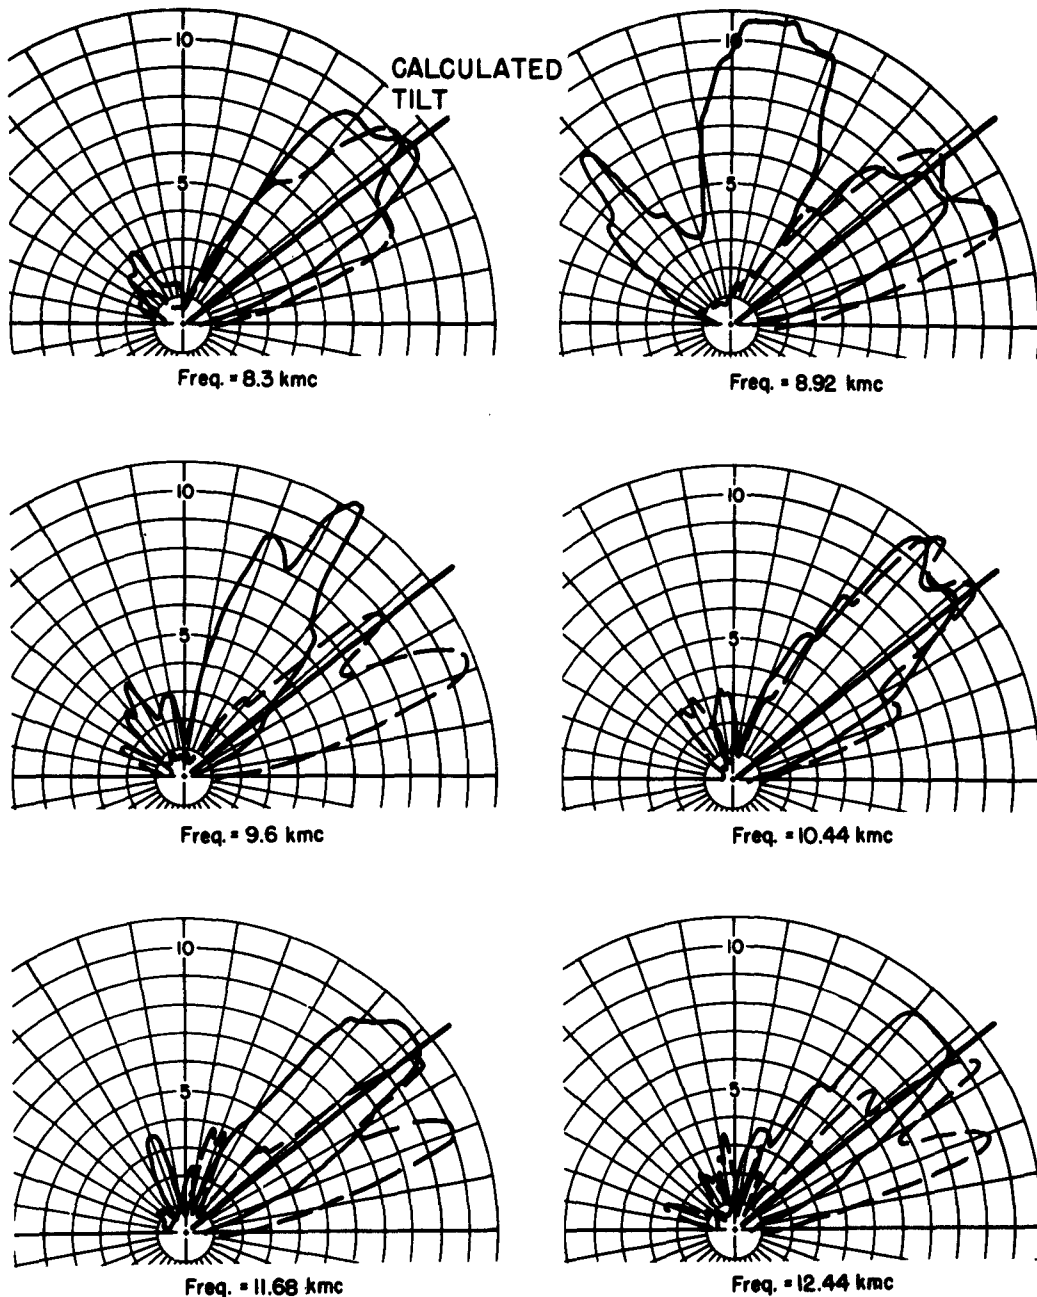 10
CALCULATED
TILT
5
Freq. = 8.3 kmc
10
5
Freq. = 8.92 kmc
10
5
Freq. = 9.6 kmc
10
5
Freq. = 10.44 kmc
10
5
Freq. = 11.68 kmc
10
5
Freq. = 12.44 kmc